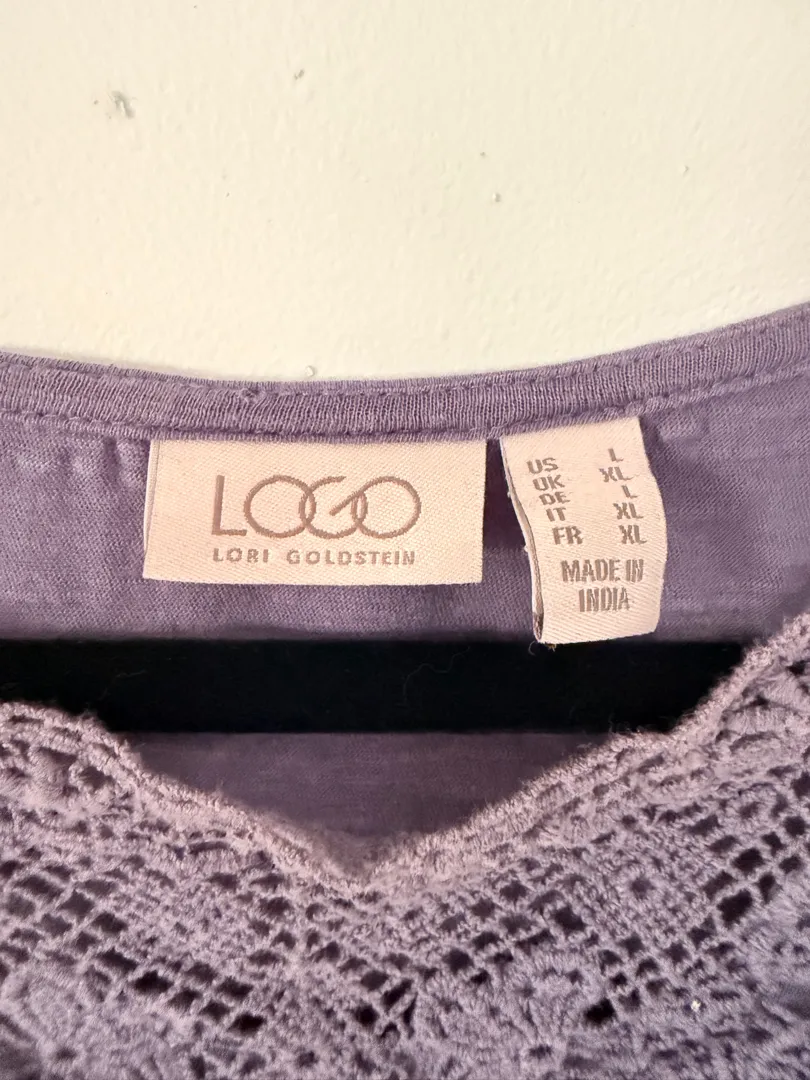 LOGO
LORI GOLDSTEIN
US L
UK XL
DE L
IT XL
FR XL
MADE IN
INDIA